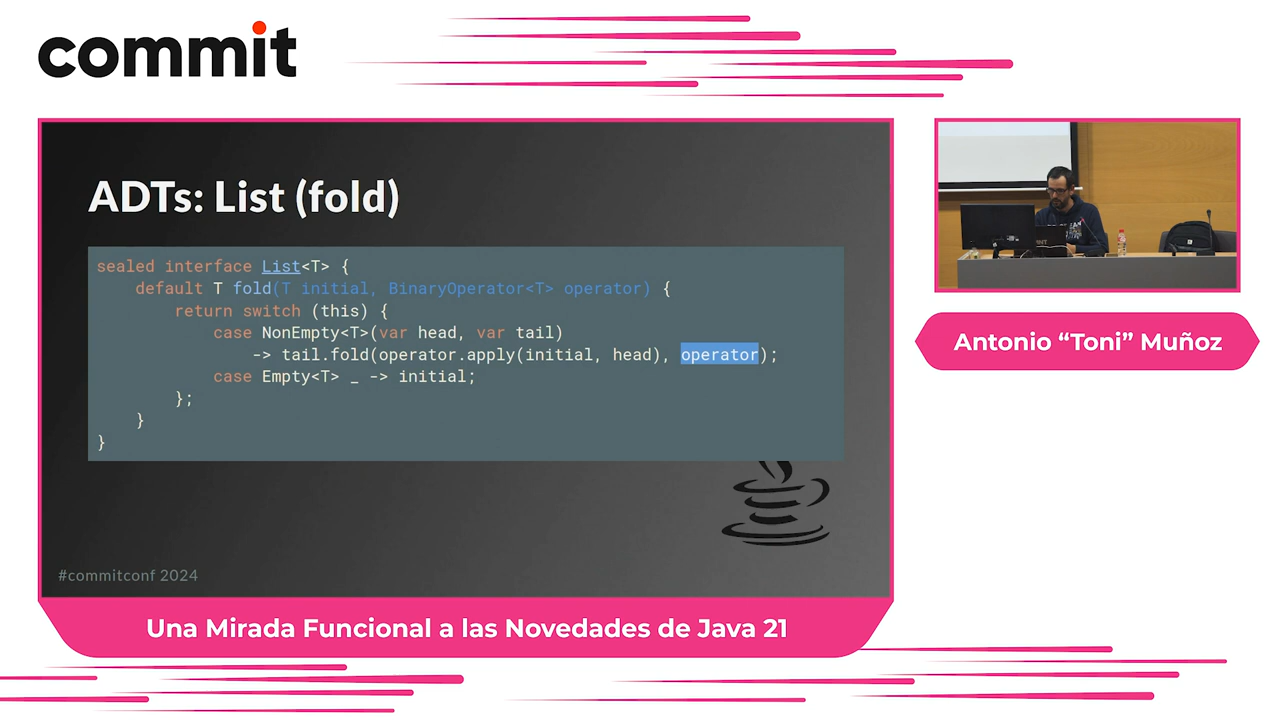 commit
ADTs: List (fold)
sealed interface List<T> {
    default T fold(T initial, BinaryOperator<T> operator) {
        return switch (this) {
            case NonEmpty<T>(var head, var tail)
                -> tail.fold(operator.apply(initial, head), operator);
            case Empty<T> _ -> initial;
        };
    }
}
#commitconf 2024
Antonio “Toni” Muñoz
Una Mirada Funcional a las Novedades de Java 21